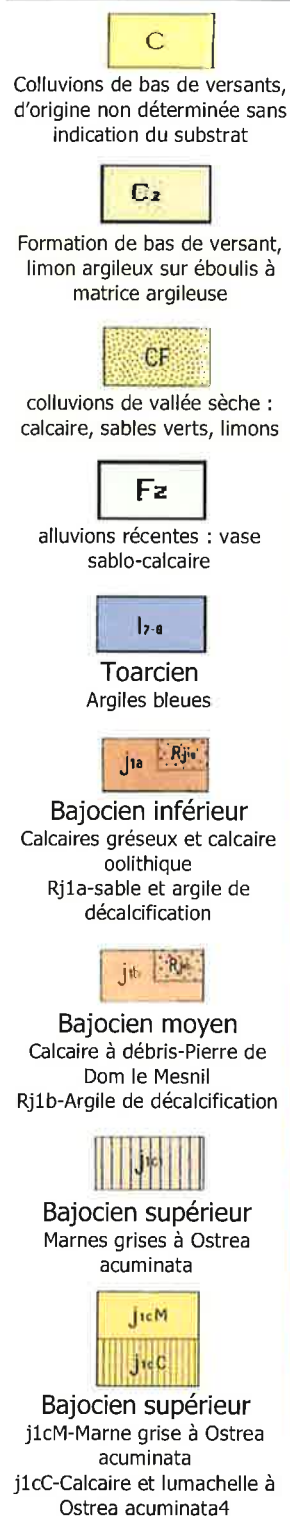 C
Colluvions de bas de versants,
d'origine non déterminée sans
indication du substrat
C2
Formation de bas de versant,
limon argileux sur éboulis à
matrice argileuse
CF
colluvions de vallée sèche :
calcaire, sables verts, limons
Fz
alluvions récentes : vase
sablo-calcaire
l7-8
Toarcien
Argiles bleues
j1a Rj1a
Bajocien inférieur
Calcaires gréseux et calcaire
oolithique
Rj1a-sable et argile de
décalcification
j1b Rj1b
Bajocien moyen
Calcaire à débris-Pierre de
Dom le Mesnil
Rj1b-Argile de décalcification
j1c
Bajocien supérieur
Marnes grises à Ostrea
acuminata
j1cM
j1cC
Bajocien supérieur
j1cM-Marne grise à Ostrea
acuminata
j1cC-Calcaire et lumachelle à
Ostrea acuminata4